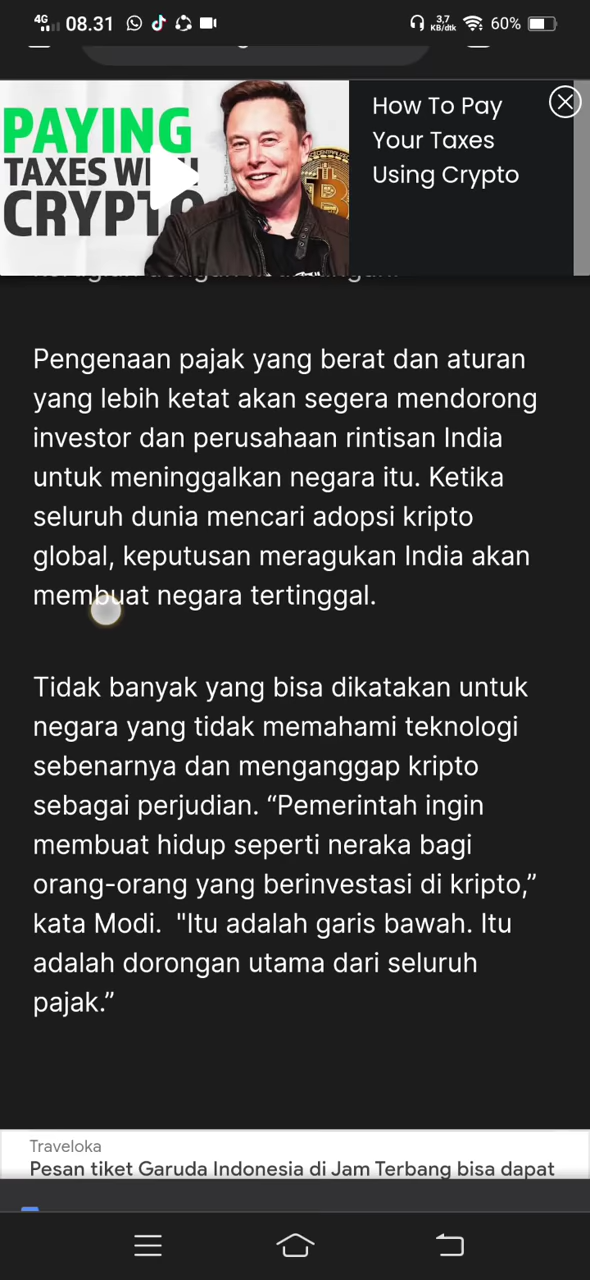 4G 08.31 3,7 KB/dtk 60%
PAYING
TAXES WI
CRYPTO
How To Pay
Your Taxes
Using Crypto
Pengenaan pajak yang berat dan aturan
yang lebih ketat akan segera mendorong
investor dan perusahaan rintisan India
untuk meninggalkan negara itu. Ketika
seluruh dunia mencari adopsi kripto
global, keputusan meragukan India akan
membuat negara tertinggal.
Tidak banyak yang bisa dikatakan untuk
negara yang tidak memahami teknologi
sebenarnya dan menganggap kripto
sebagai perjudian. “Pemerintah ingin
membuat hidup seperti neraka bagi
orang-orang yang berinvestasi di kripto,”
kata Modi.  "Itu adalah garis bawah. Itu
adalah dorongan utama dari seluruh
pajak.”
Traveloka
Pesan tiket Garuda Indonesia di Jam Terbang bisa dapat